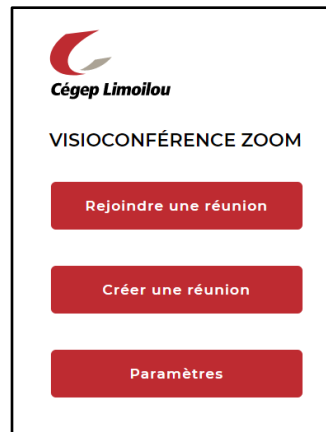 Cégep Limoilou
VISIOCONFÉRENCE ZOOM
Rejoindre une réunion
Créer une réunion
Paramètres